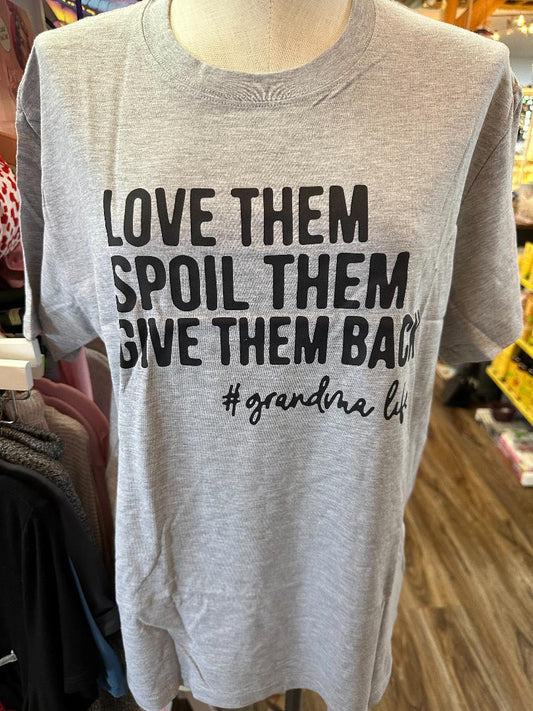 LOVE THEM
SPOIL THEM
GIVE THEM BACK
#grandma life